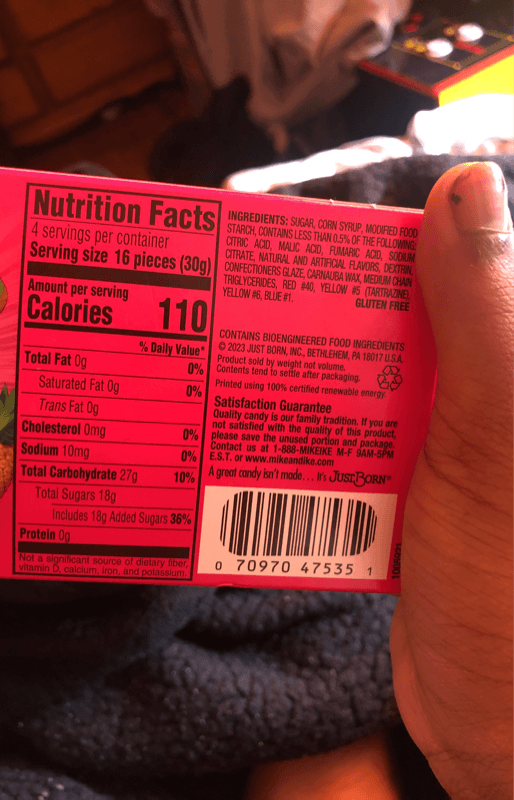 Nutrition Facts
4 servings per container
Serving size 16 pieces (30g)
Amount per serving
Calories 110
% Daily Value*
Total Fat 0g 0%
Saturated Fat 0g 0%
Trans Fat 0g
Cholesterol 0mg 0%
Sodium 10mg 0%
Total Carbohydrate 27g 10%
Total Sugars 18g
Includes 18g Added Sugars 36%
Protein 0g
Not a significant source of dietary fiber,
vitamin D, calcium, iron, and potassium.
INGREDIENTS: SUGAR, CORN SYRUP, MODIFIED FOOD
STARCH, CONTAINS LESS THAN 0.5% OF THE FOLLOWING:
CITRIC ACID, MALIC ACID, FUMARIC ACID, SODIUM
CITRATE, NATURAL AND ARTIFICIAL FLAVORS, DEXTRIN,
CONFECTIONERS GLAZE, CARNAUBA WAX, MEDIUM CHAIN
TRIGLYCERIDES, RED #40, YELLOW #5 (TARTRAZINE),
YELLOW #6, BLUE #1.
GLUTEN FREE
CONTAINS BIOENGINEERED FOOD INGREDIENTS
© 2023 JUST BORN, INC., BETHLEHEM, PA 18017 U.S.A.
Product sold by weight not volume.
Contents tend to settle after packaging.
Printed using 100% certified renewable energy.
Satisfaction Guarantee
Quality candy is our family tradition. If you are
not satisfied with the quality of this product,
please save the unused portion and package.
Contact us at 1-888-MIKEIKE M-F 9AM-5PM
E.S.T. or www.mikeandike.com
A great candy isn't made... It's JUST BORN®
0 70970 47535 1